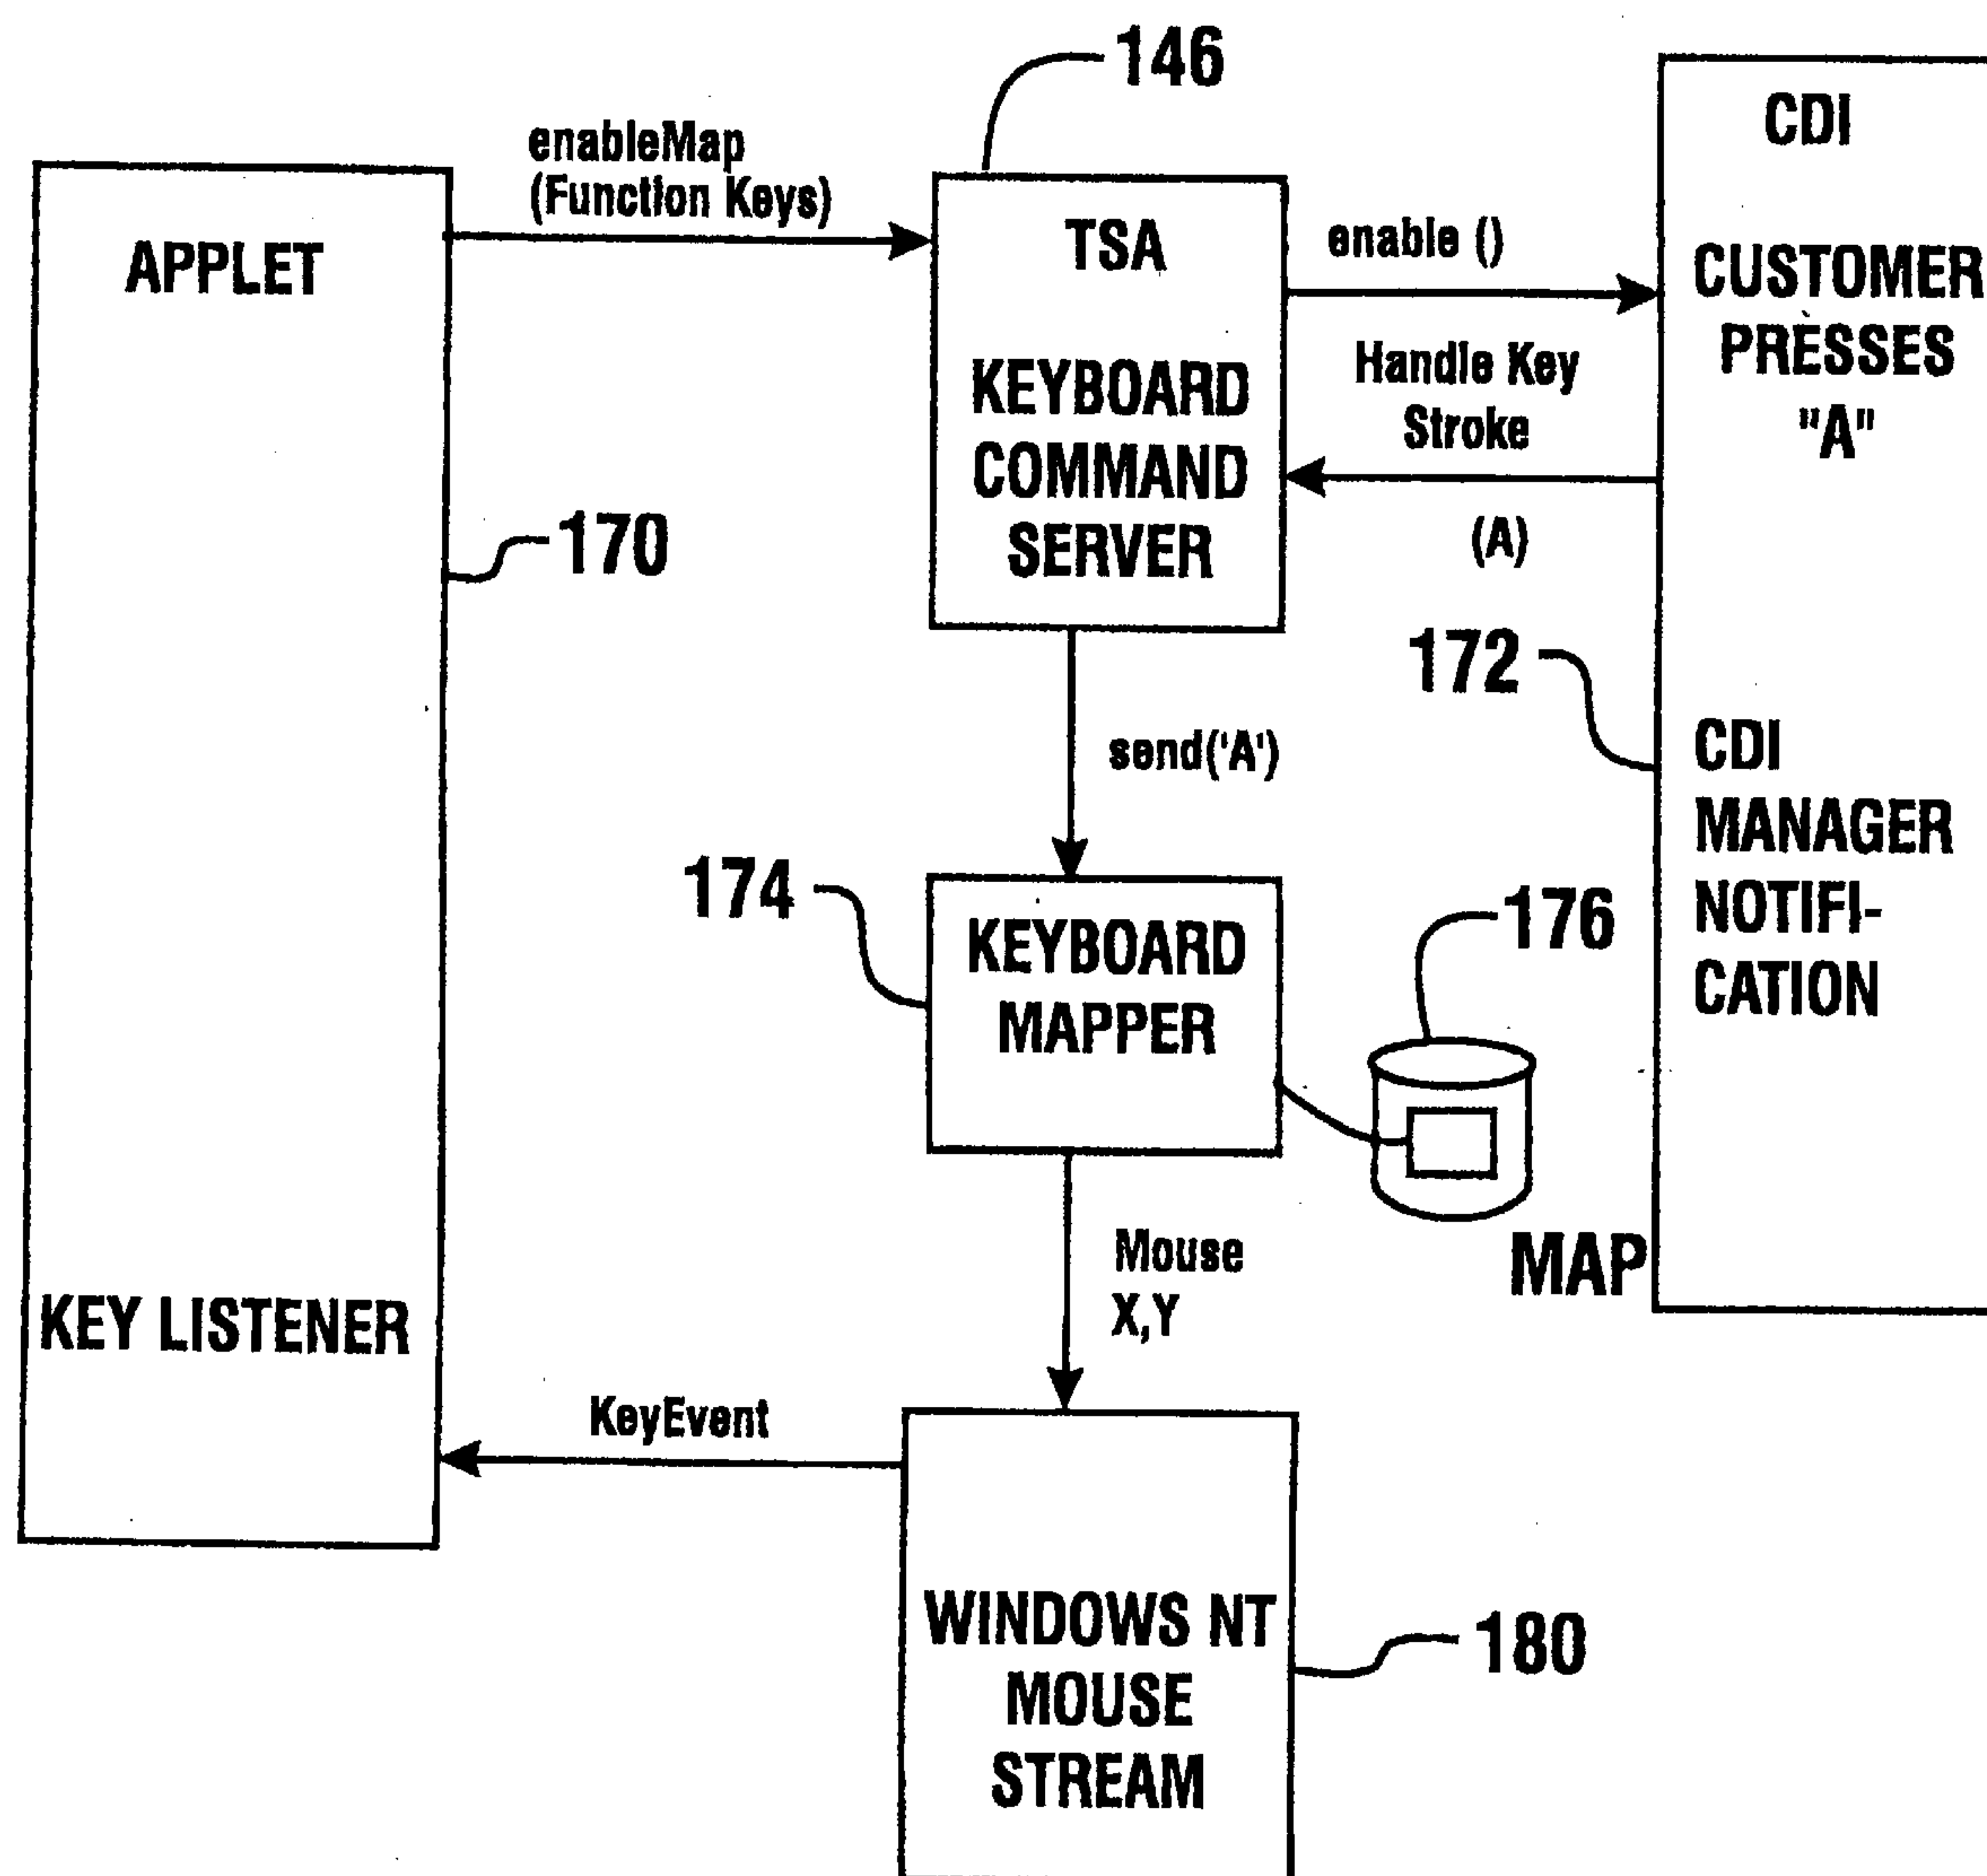 146
CDI
enableMap
(Function Keys)
APPLET
TSA
enable ()
CUSTOMER
PRESSES
"A"
KEYBOARD
COMMAND
SERVER
Handle Key
Stroke
(A)
170
172
send('A')
CDI
MANAGER
NOTIFI-
CATION
174
KEYBOARD
MAPPER
176
Mouse
X,Y
MAP
KEY LISTENER
KeyEvent
WINDOWS NT
MOUSE
STREAM
180